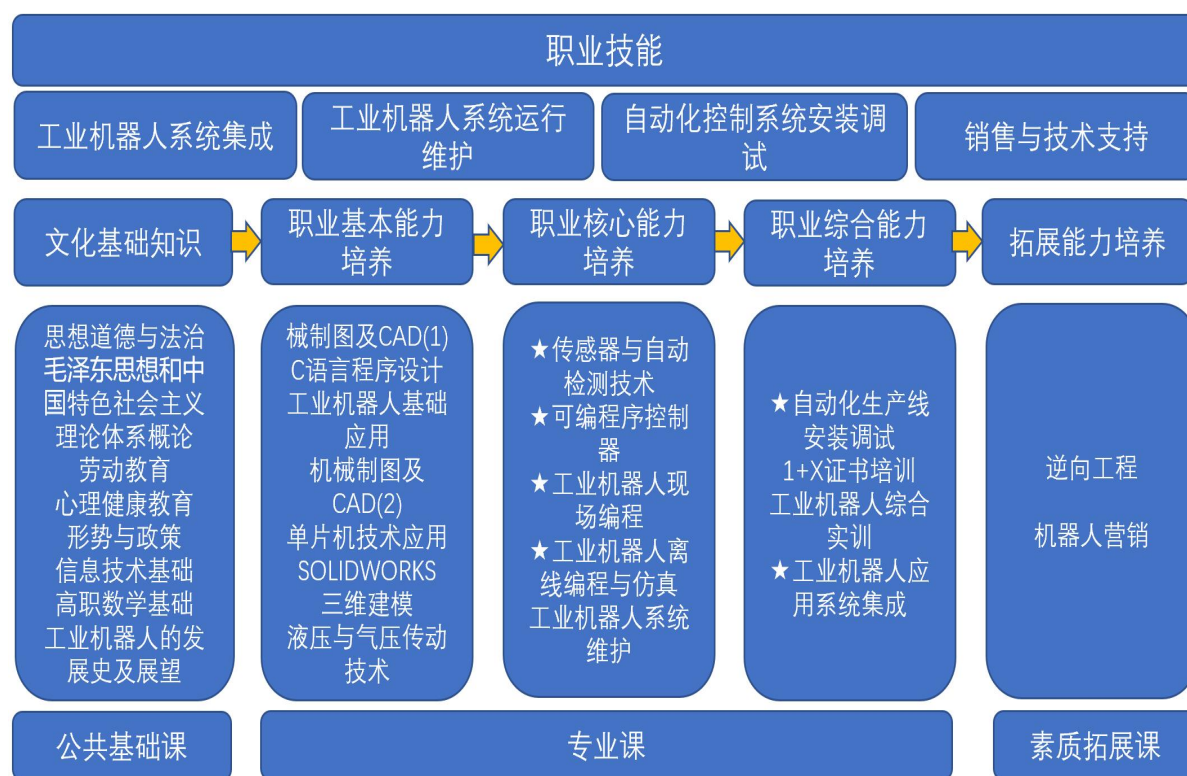 职业技能
工业机器人系统集成
工业机器人系统运行
维护
自动化控制系统安装调
试
销售与技术支持
文化基础知识
职业基本能力
培养
职业核心能力
培养
职业综合能力
培养
拓展能力培养
思想道德与法治
毛泽东思想和中
国特色社会主义
理论体系概论
劳动教育
心理健康教育
形势与政策
信息技术基础
高职数学基础
工业机器人的发
展史及展望
械制图及CAD(1)
C语言程序设计
工业机器人基础
应用
机械制图及
CAD(2)
单片机技术应用
SOLIDWORKS
三维建模
液压与气压传动
技术
★传感器与自动
检测技术
★可编程序控制
器
★工业机器人现
场编程
★工业机器人离
线编程与仿真
工业机器人系统
维护
★自动化生产线
安装调试
1+X证书培训
工业机器人综合
实训
★工业机器人应
用系统集成
逆向工程
机器人营销
公共基础课
专业课
素质拓展课